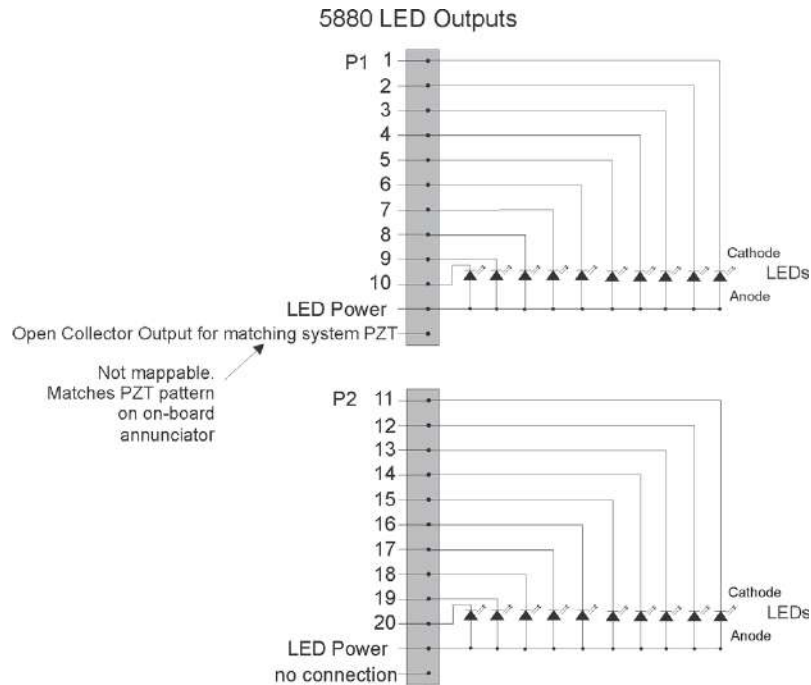 5880 LED Outputs
P1 1
2
3
4
5
6
7
8
9
10
Cathode
LEDs
Anode
LED Power
Open Collector Output for matching system PZT
Not mappable.
Matches PZT pattern
on on-board
annunciator
P2 11
12
13
14
15
16
17
18
19
20
Cathode
LEDs
Anode
LED Power
no connection